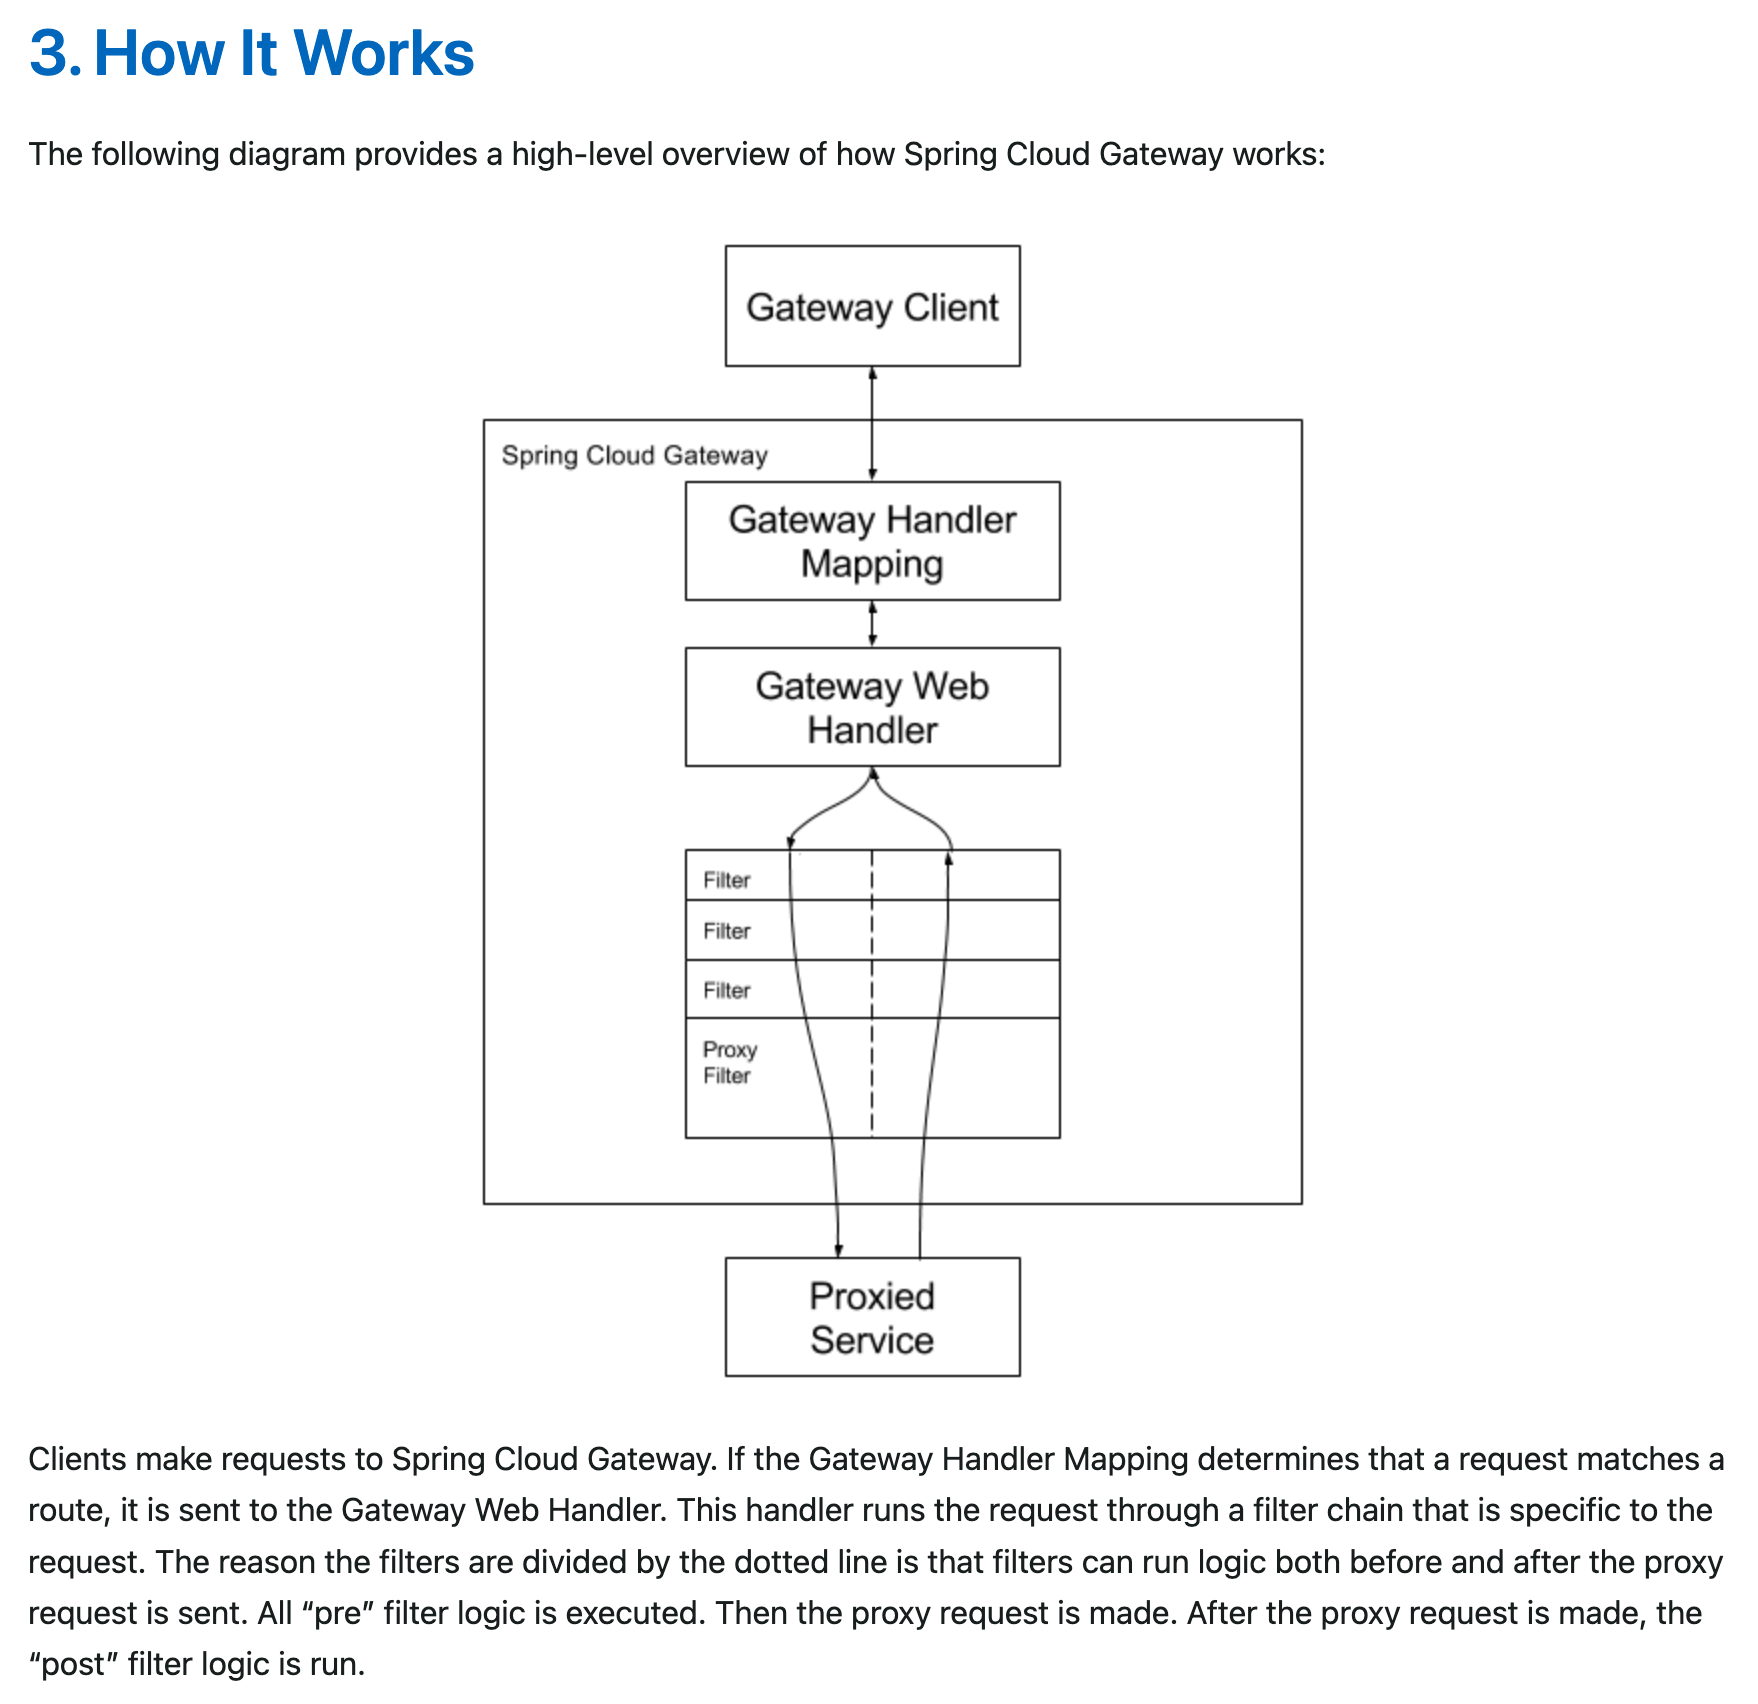 3. How It Works
The following diagram provides a high-level overview of how Spring Cloud Gateway works:
Gateway Client
Spring Cloud Gateway
Gateway Handler
Mapping
Gateway Web
Handler
Filter
Filter
Filter
Proxy
Filter
Proxied
Service
Clients make requests to Spring Cloud Gateway. If the Gateway Handler Mapping determines that a request matches a
route, it is sent to the Gateway Web Handler. This handler runs the request through a filter chain that is specific to the
request. The reason the filters are divided by the dotted line is that filters can run logic both before and after the proxy
request is sent. All “pre” filter logic is executed. Then the proxy request is made. After the proxy request is made, the
“post” filter logic is run.